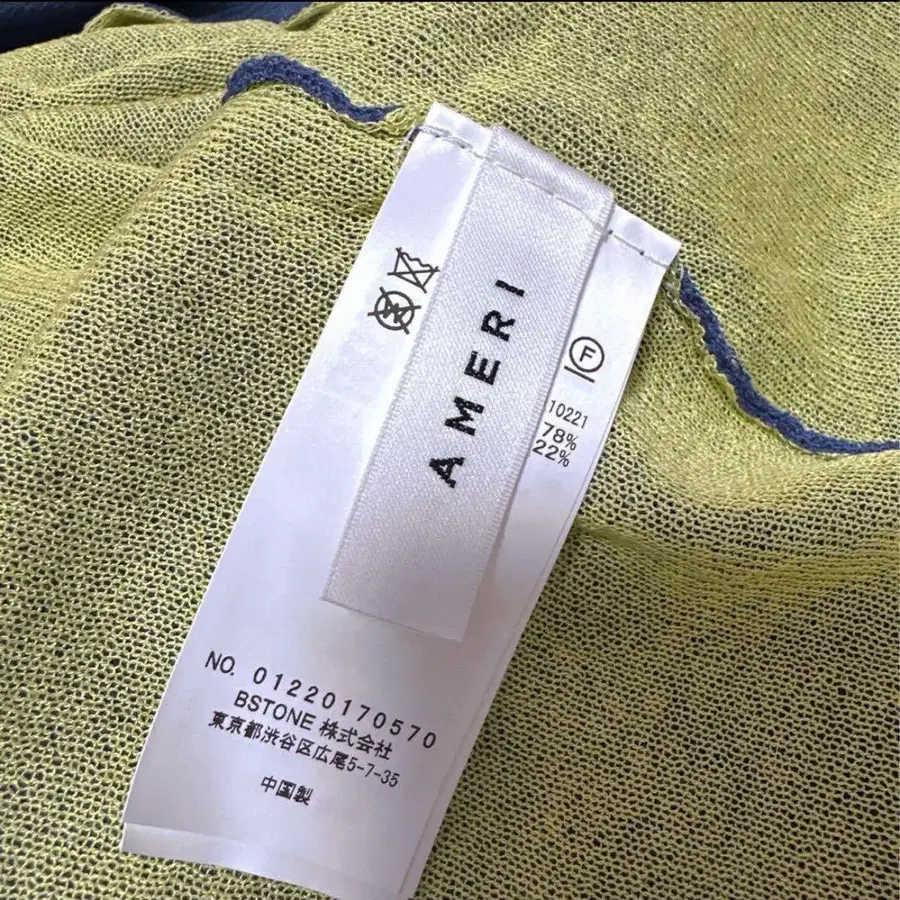 AMERI
F
10221
78%
22%
NO. 01220170570
BSTONE 株式会社
東京都渋谷区広尾5-7-35
中国製